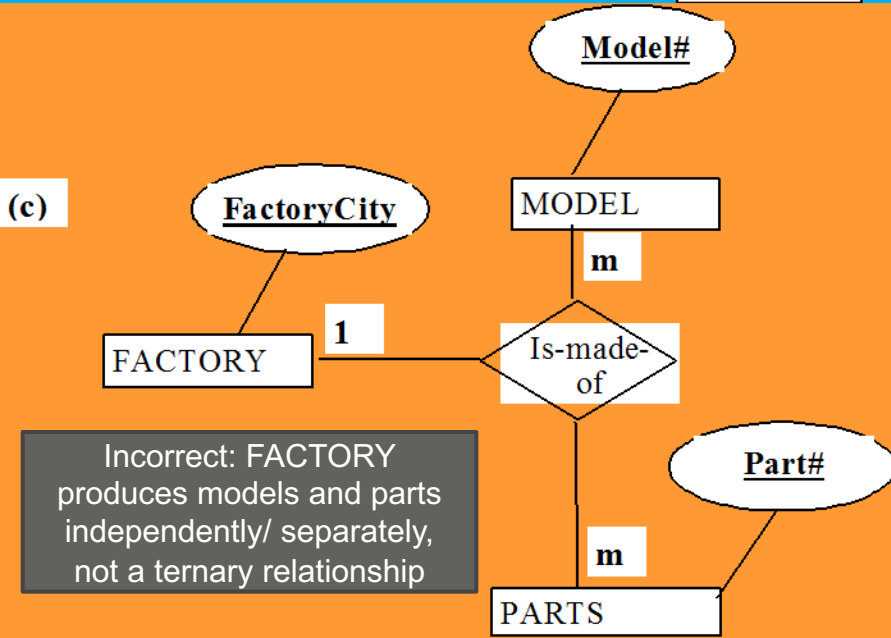 Model#
(c)
FactoryCity
MODEL
m
1
FACTORY
Is-made-
of
Incorrect: FACTORY
produces models and parts
independently/ separately,
not a ternary relationship
Part#
m
PARTS